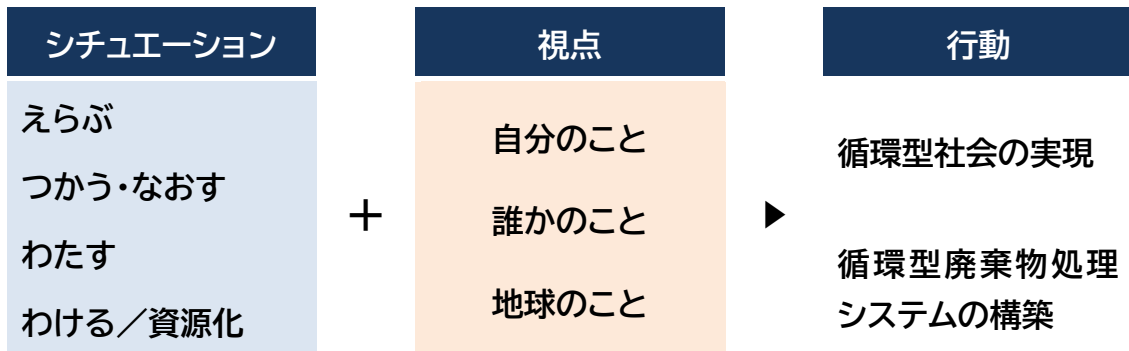 シチュエーション
えらぶ
つかう・なおす
わたす
わける／資源化
＋
視点
自分のこと
誰かのこと
地球のこと
▶
行動
循環型社会の実現
循環型廃棄物処理
システムの構築